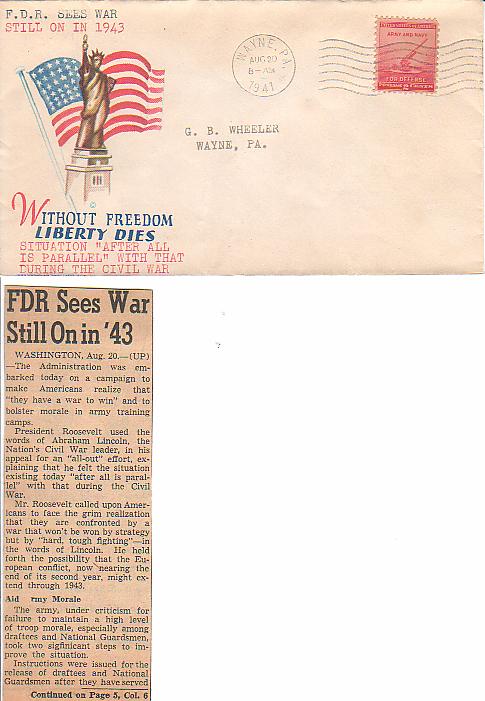 F.D.R. SEES WAR
STILL ON IN 1943
WAYNE, PA.
AUG 20
8-AM
1941
UNITED STATES OF AMERICA
ARMY AND NAVY
FOR DEFENSE
G. B. WHEELER
WAYNE, PA.
WITHOUT FREEDOM
LIBERTY DIES
SITUATION "AFTER ALL
IS PARALLEL" WITH THAT
DURING THE CIVIL WAR
FDR Sees War
Still On in '43
WASHINGTON, Aug. 20.—(UP)
—The Administration was em-
barked today on a campaign to
make Americans realize that
"they have a war to win" and to
bolster morale in army training
camps.
President Roosevelt used the
words of Abraham Lincoln, the
Nation's Civil War leader, in his
appeal for an "all-out" effort, ex-
plaining that he felt the situation
existing today "after all is paral-
lel" with that during the Civil
War.
Mr. Roosevelt called upon Amer-
icans to face the grim realization
that they are confronted by a
war that won't be won by strategy
but by "hard, tough fighting"—in
the words of Lincoln. He held
forth the possibility that the Eu-
ropean conflict, now nearing the
end of its second year, might ex-
tend through 1943.
Aid rmy Morale
The army, under criticism for
failure to maintain a high level
of troop morale, especially among
draftees and National Guardsmen,
took two sigfinicant steps to im-
prove the situation.
Instructions were issued for the
release of draftees and National
Guardsmen after they have served
Continued on Page 5, Col. 6